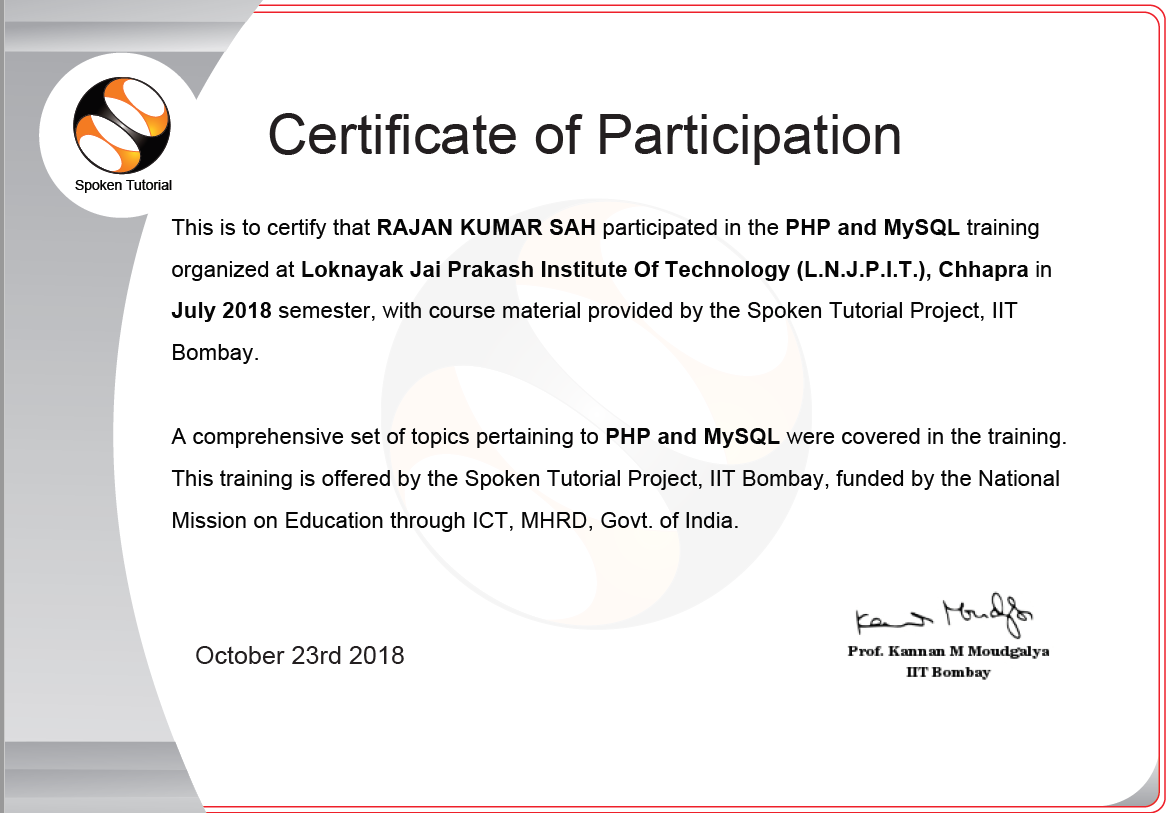 Spoken Tutorial
Certificate of Participation
This is to certify that RAJAN KUMAR SAH participated in the PHP and MySQL training
organized at Loknayak Jai Prakash Institute Of Technology (L.N.J.P.I.T.), Chhapra in
July 2018 semester, with course material provided by the Spoken Tutorial Project, IIT
Bombay.
A comprehensive set of topics pertaining to PHP and MySQL were covered in the training.
This training is offered by the Spoken Tutorial Project, IIT Bombay, funded by the National
Mission on Education through ICT, MHRD, Govt. of India.
October 23rd 2018
Kannan Moudgalya
Prof. Kannan M Moudgalya
IIT Bombay